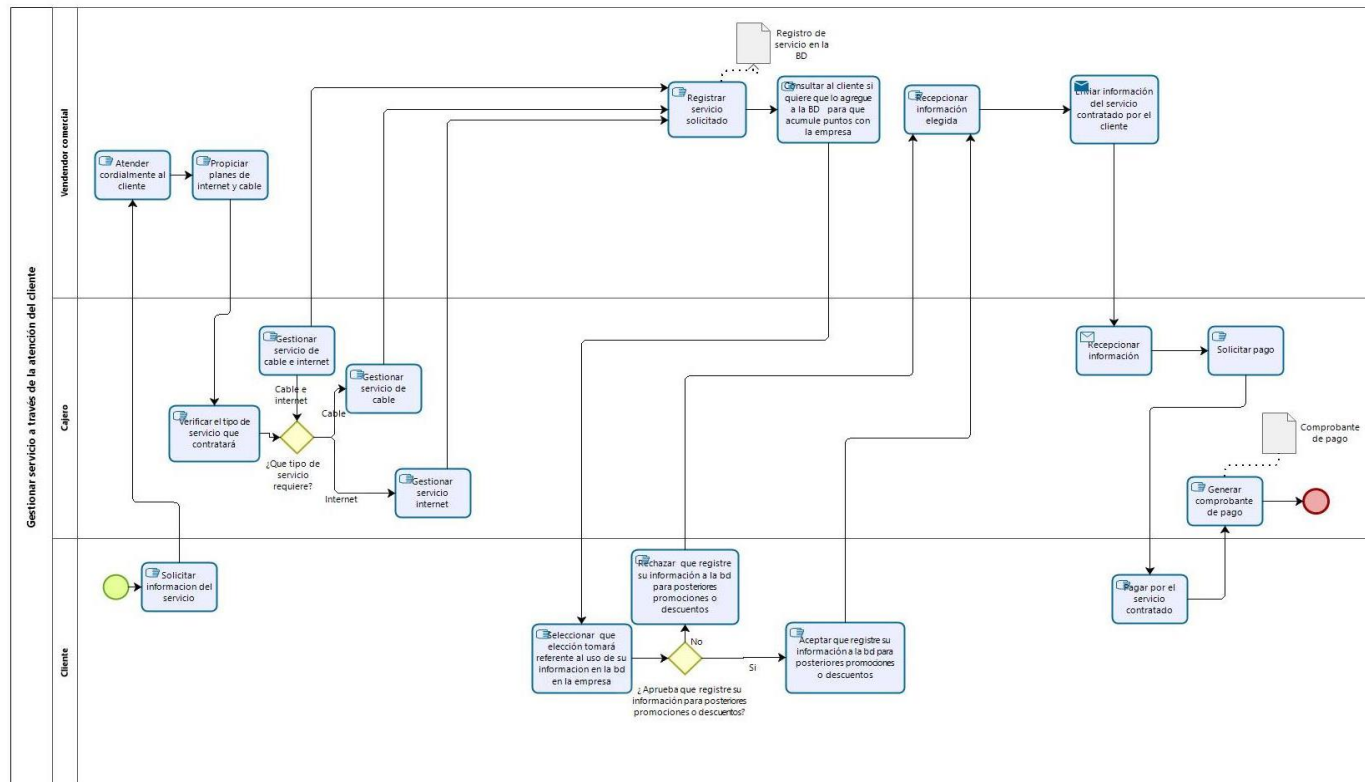 Gestionar servicio a través de la atención del cliente
Vendendor comercial
Atender
cordialmente al
cliente
Propiciar
planes de
internet y cable
Registrar
servicio
solicitado
Registro de
servicio en la
BD
Consultar al cliente si
quiere que lo agregue
a la BD para que
acumule puntos con
la empresa
Recepcionar
información
elegida
Enviar información
del servicio
contratado por el
cliente
Cajero
Verificar el tipo de
servicio que
contratará
Gestionar
servicio de
cable e internet
Cable e
internet
Cable
Gestionar
servicio de
cable
¿Que tipo de
servicio
requiere?
Internet
Gestionar
servicio
internet
Recepcionar
información
Solicitar pago
Comprobante
de pago
Generar
comprobante
de pago
Cliente
Solicitar
informacion del
servicio
Seleccionar que
elección tomará
referente al uso de su
informacion en la bd
en la empresa
Rechazar que registre
su información a la bd
para posteriores
promociones o
descuentos
No
Si
¿Aprueba que registre su
información para posteriores
promociones o descuentos?
Aceptar que registre su
información a la bd para
posteriores promociones
o descuentos
Pagar por el
servicio
contratado